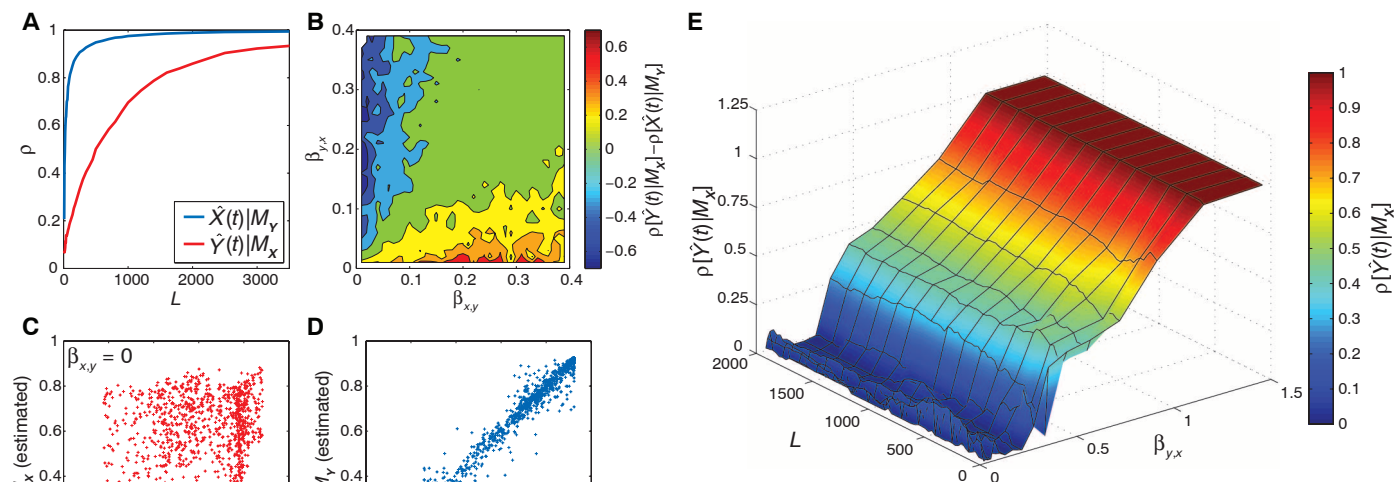 A
ρ
1
0.8
0.6
0.4
0.2
0
0 1000 2000 3000
L
X̂(t)|M_Y
Ŷ(t)|M_X
B
β_y,x
0.4
0.3
0.2
0.1
0
0 0.1 0.2 0.3 0.4
β_x,y
0.6
0.4
0.2
0
−0.2
−0.4
−0.6
ρ[Ŷ(t)|M_X]−ρ[X̂(t)|M_Y]
C
β_x,y = 0
1
0.8
0.6
0.4
X (estimated)
D
1
0.8
0.6
0.4
M_Y (estimated)
E
ρ[Ŷ(t)|M_X]
1.25
1
0.75
0.5
0.25
0
2000
1500
1000
500
0
L
0
0.5
1
1.5
β_y,x
1
0.9
0.8
0.7
0.6
0.5
0.4
0.3
0.2
0.1
0
ρ[Ŷ(t)|M_X]